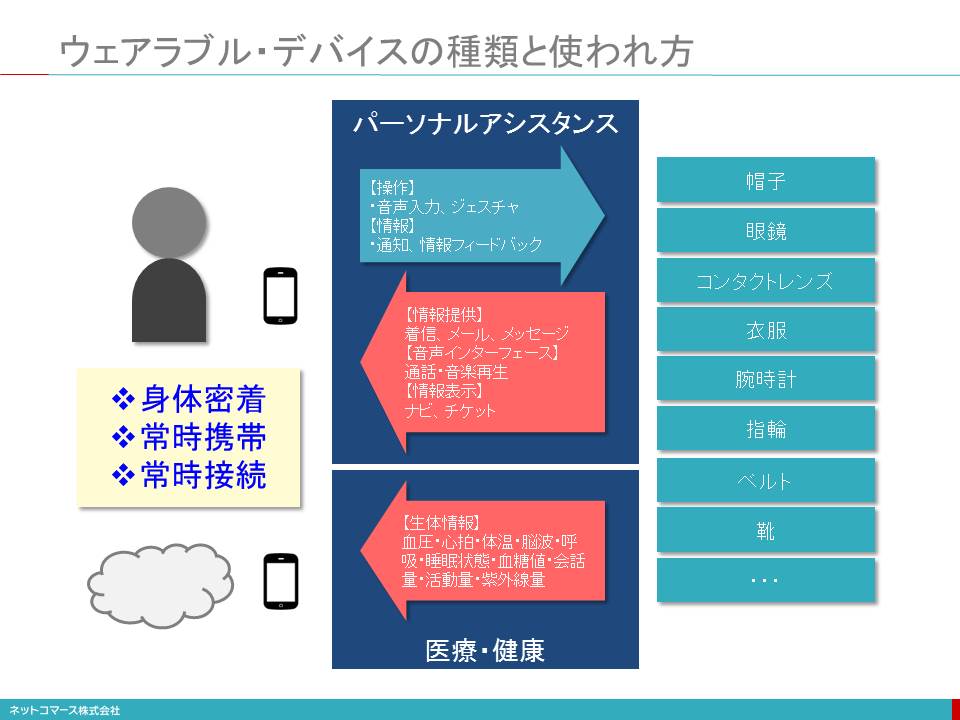 ウェアラブル・デバイスの種類と使われ方
パーソナルアシスタンス
【操作】
・音声入力、ジェスチャ
【情報】
・通知、情報フィードバック
【情報提供】
着信、メール、メッセージ
【音声インターフェース】
通話・音楽再生
【情報表示】
ナビ、チケット
❖身体密着
❖常時携帯
❖常時接続
【生体情報】
血圧・心拍・体温・脳波・呼
吸・睡眠状態・血糖値・会話
量・活動量・紫外線量
医療・健康
帽子
眼鏡
コンタクトレンズ
衣服
腕時計
指輪
ベルト
靴
・・・
ネットコマース株式会社